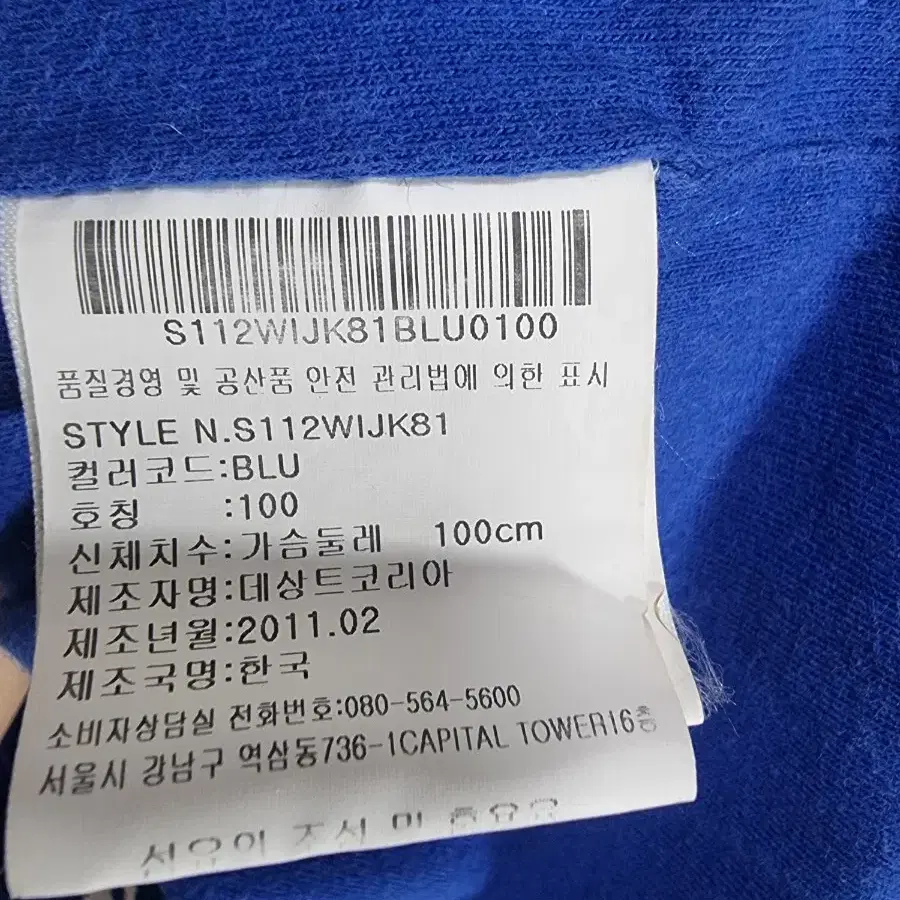 S112WIJK81BLU0100
품질경영 및 공산품 안전 관리법에 의한 표시
STYLE N.S112WIJK81
컬러코드:BLU
호칭 :100
신체치수:가슴둘레 100cm
제조자명:데상트코리아
제조년월:2011.02
제조국명:한국
소비자상담실 전화번호:080-564-5600
서울시 강남구 역삼동736-1CAPITAL TOWER16층